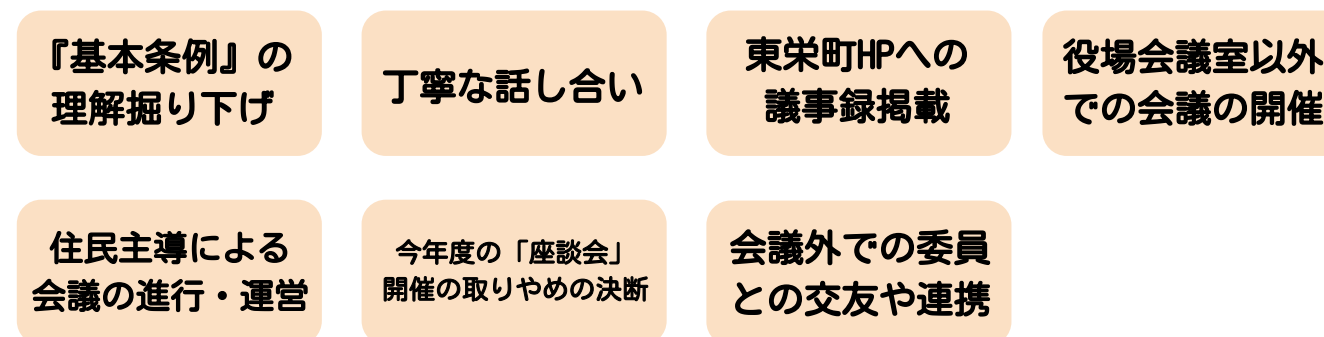 『基本条例』の
理解掘り下げ
丁寧な話し合い
東栄町HPへの
議事録掲載
役場会議室以外
での会議の開催
住民主導による
会議の進行・運営
今年度の「座談会」
開催の取りやめの決断
会議外での委員
との交友や連携